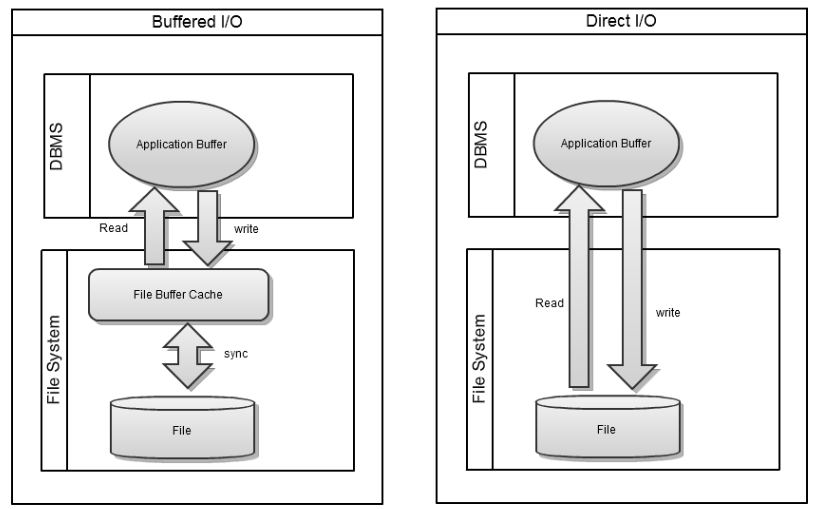 Buffered I/O
DBMS
Application Buffer
Read
write
File System
File Buffer Cache
sync
File
Direct I/O
DBMS
Application Buffer
File System
Read
write
File